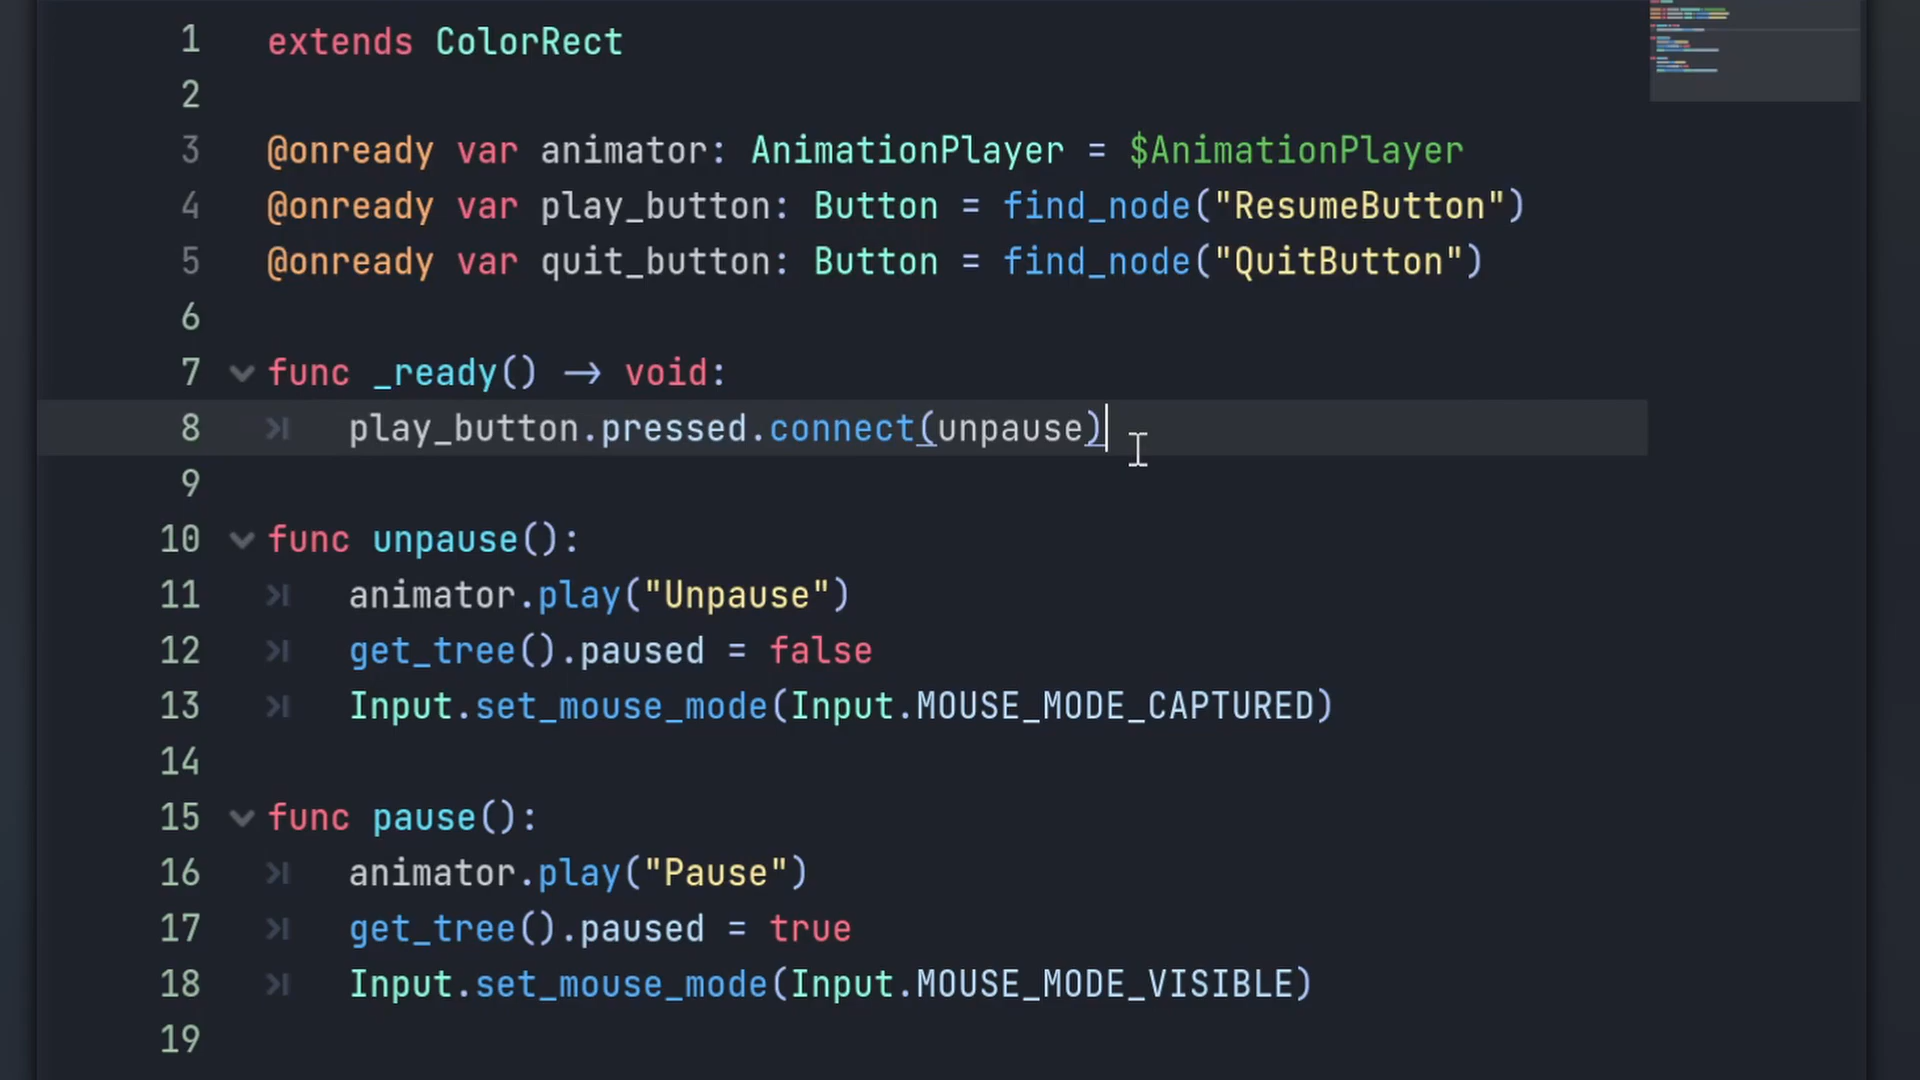 1 extends ColorRect
2
3 @onready var animator: AnimationPlayer = $AnimationPlayer
4 @onready var play_button: Button = find_node("ResumeButton")
5 @onready var quit_button: Button = find_node("QuitButton")
6
7 func _ready() -> void:
8 play_button.pressed.connect(unpause)
9
10 func unpause():
11 animator.play("Unpause")
12 get_tree().paused = false
13 Input.set_mouse_mode(Input.MOUSE_MODE_CAPTURED)
14
15 func pause():
16 animator.play("Pause")
17 get_tree().paused = true
18 Input.set_mouse_mode(Input.MOUSE_MODE_VISIBLE)
19